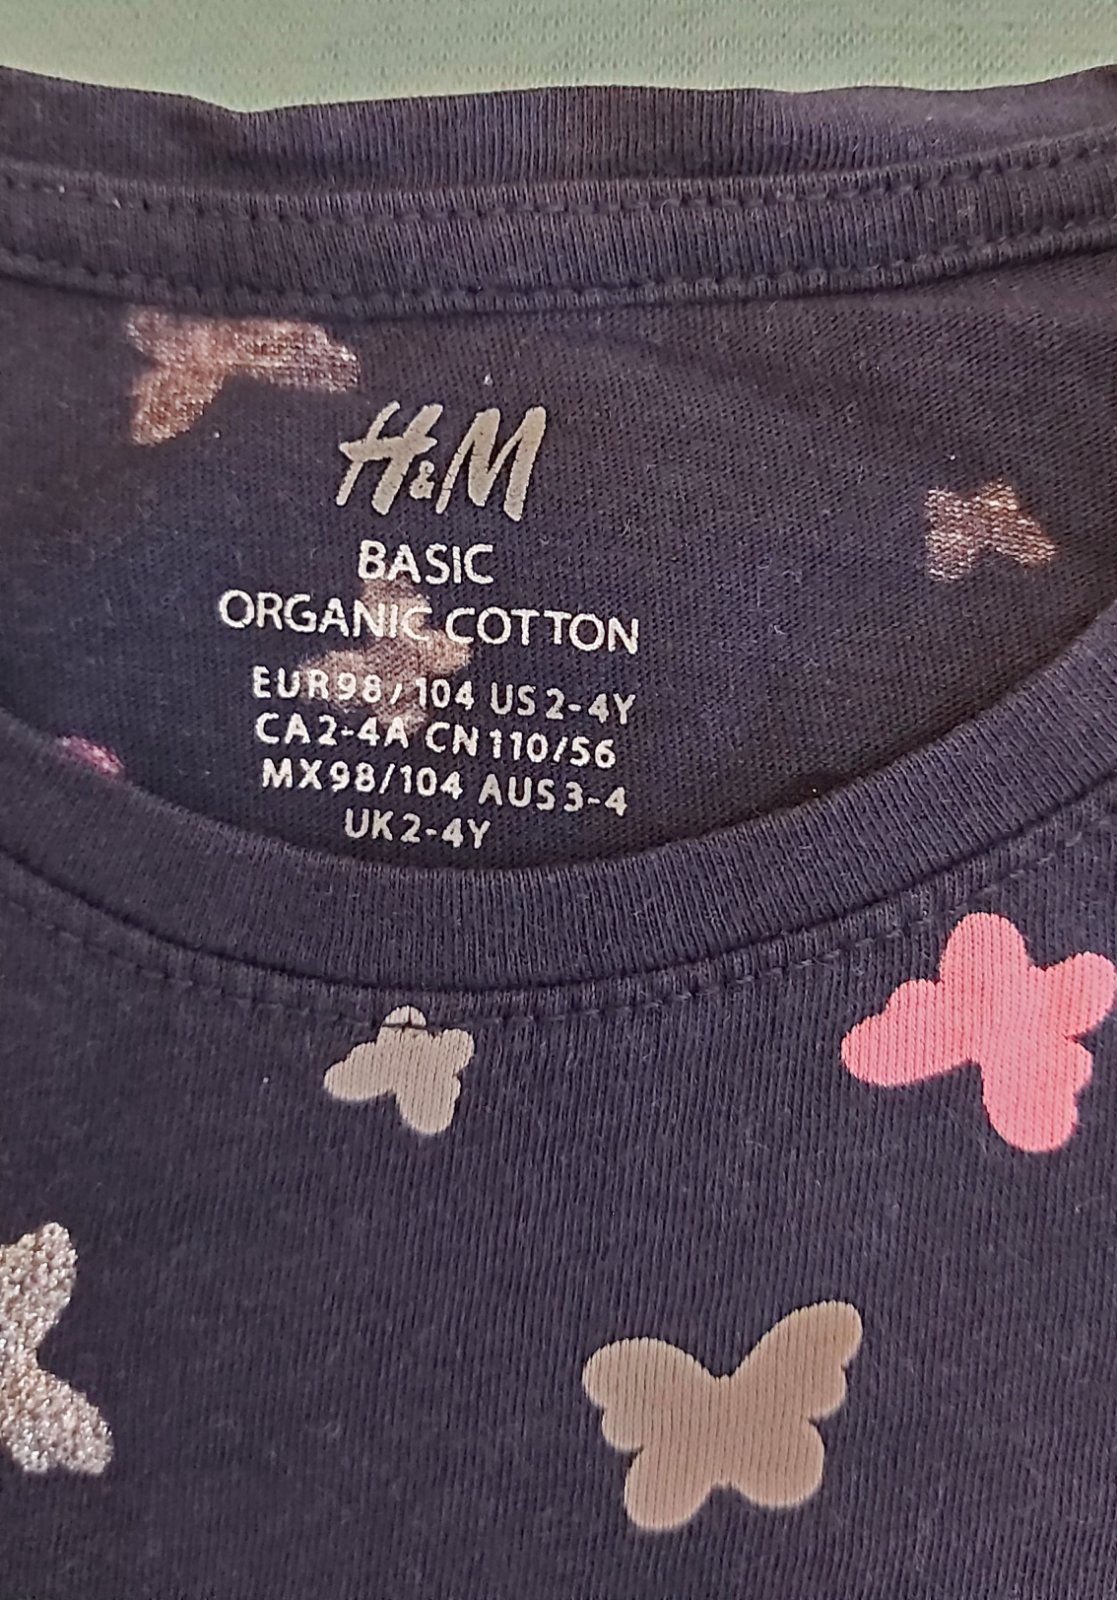 H&M
BASIC
ORGANIC COTTON
EUR98/104 US2-4Y
CA2-4A CN110/56
MX98/104 AUS3-4
UK2-4Y